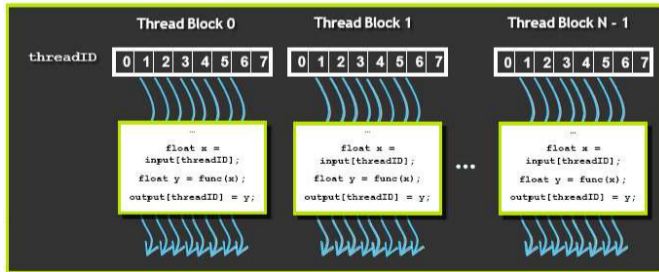 Thread Block 0
Thread Block 1
Thread Block N - 1
threadID
0 1 2 3 4 5 6 7
0 1 2 3 4 5 6 7
0 1 2 3 4 5 6 7
…
float x =
input[threadID];
float y = func(x);
output[threadID] = y;
…
float x =
input[threadID];
float y = func(x);
output[threadID] = y;
…
…
float x =
input[threadID];
float y = func(x);
output[threadID] = y;